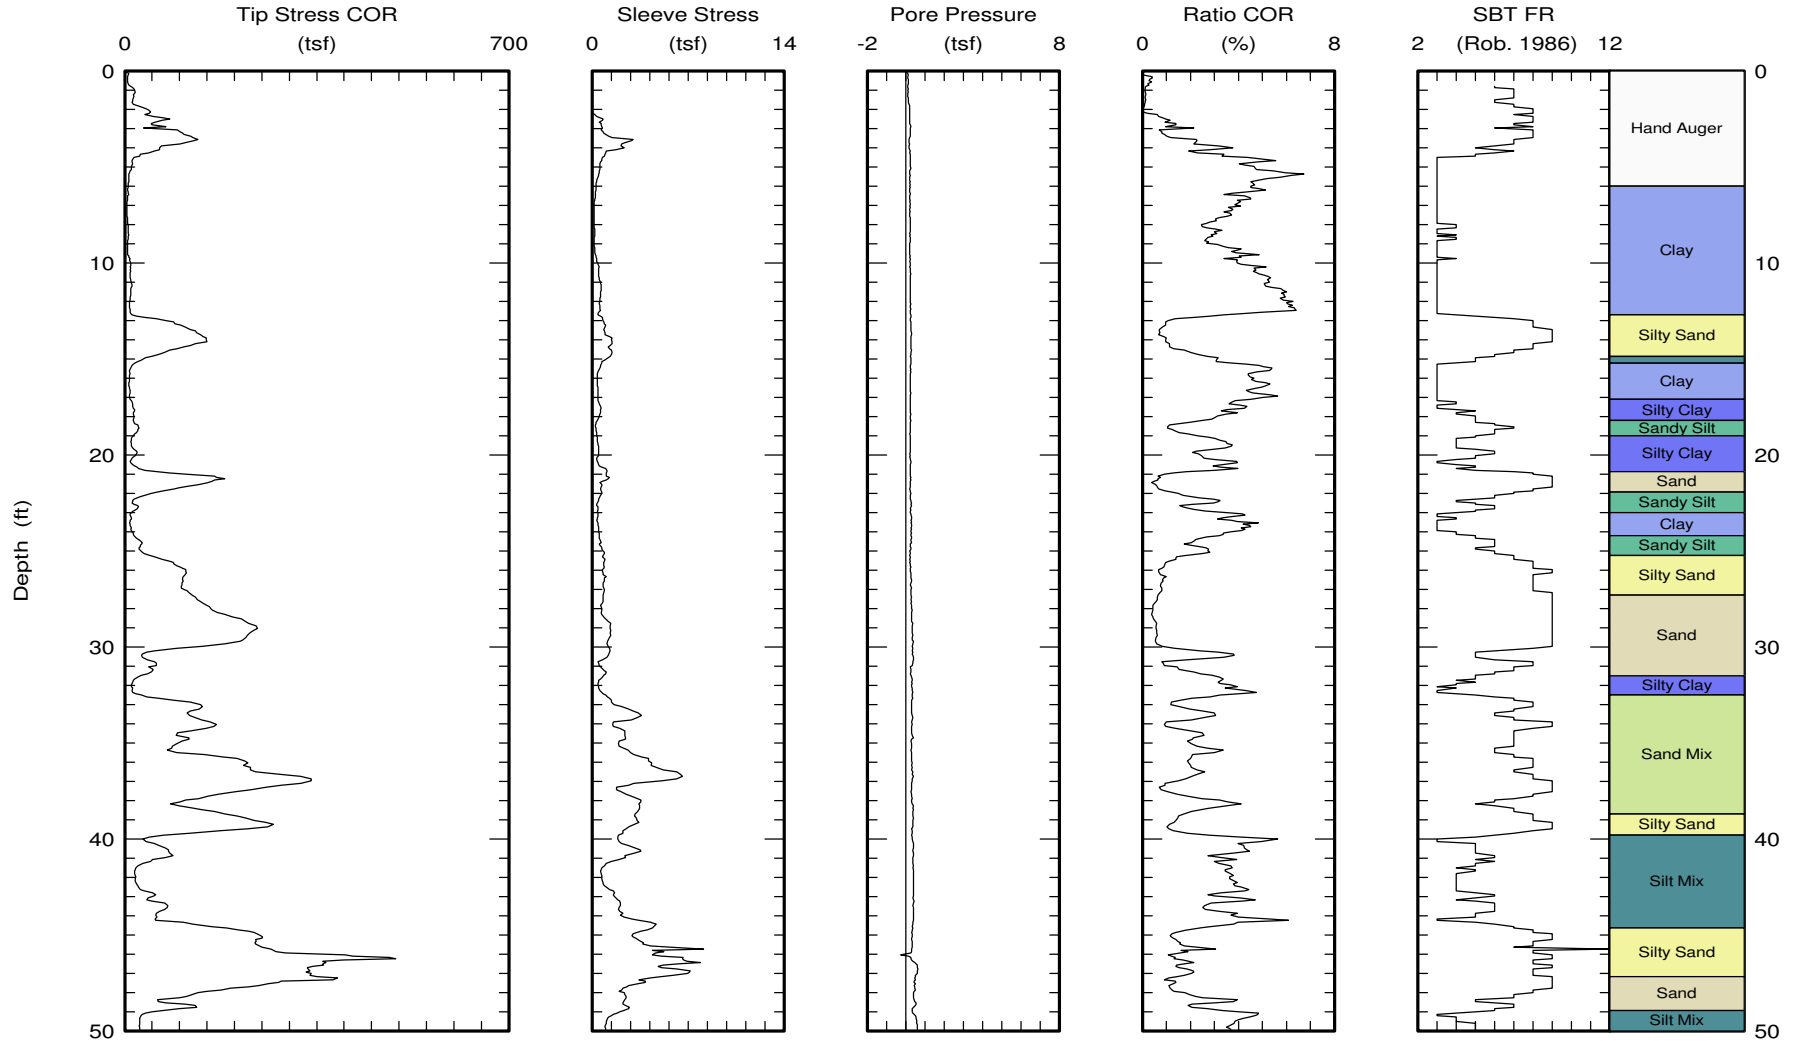 Tip Stress COR Sleeve Stress Pore Pressure Ratio COR SBT FR
0 (tsf) 700 0 (tsf) 14 -2 (tsf) 8 0 (%) 8 2 (Rob. 1986) 12
0 0
Hand Auger
Clay
10 10
Silty Sand
Clay
Silty Clay
Sandy Silt
Silty Clay
20 20
Sand
Sandy Silt
Clay
Sandy Silt
Depth (ft)
Silty Sand
Sand
30 30
Silty Clay
Sand Mix
Silty Sand
40 40
Silt Mix
Silty Sand
Sand
Silt Mix
50 50